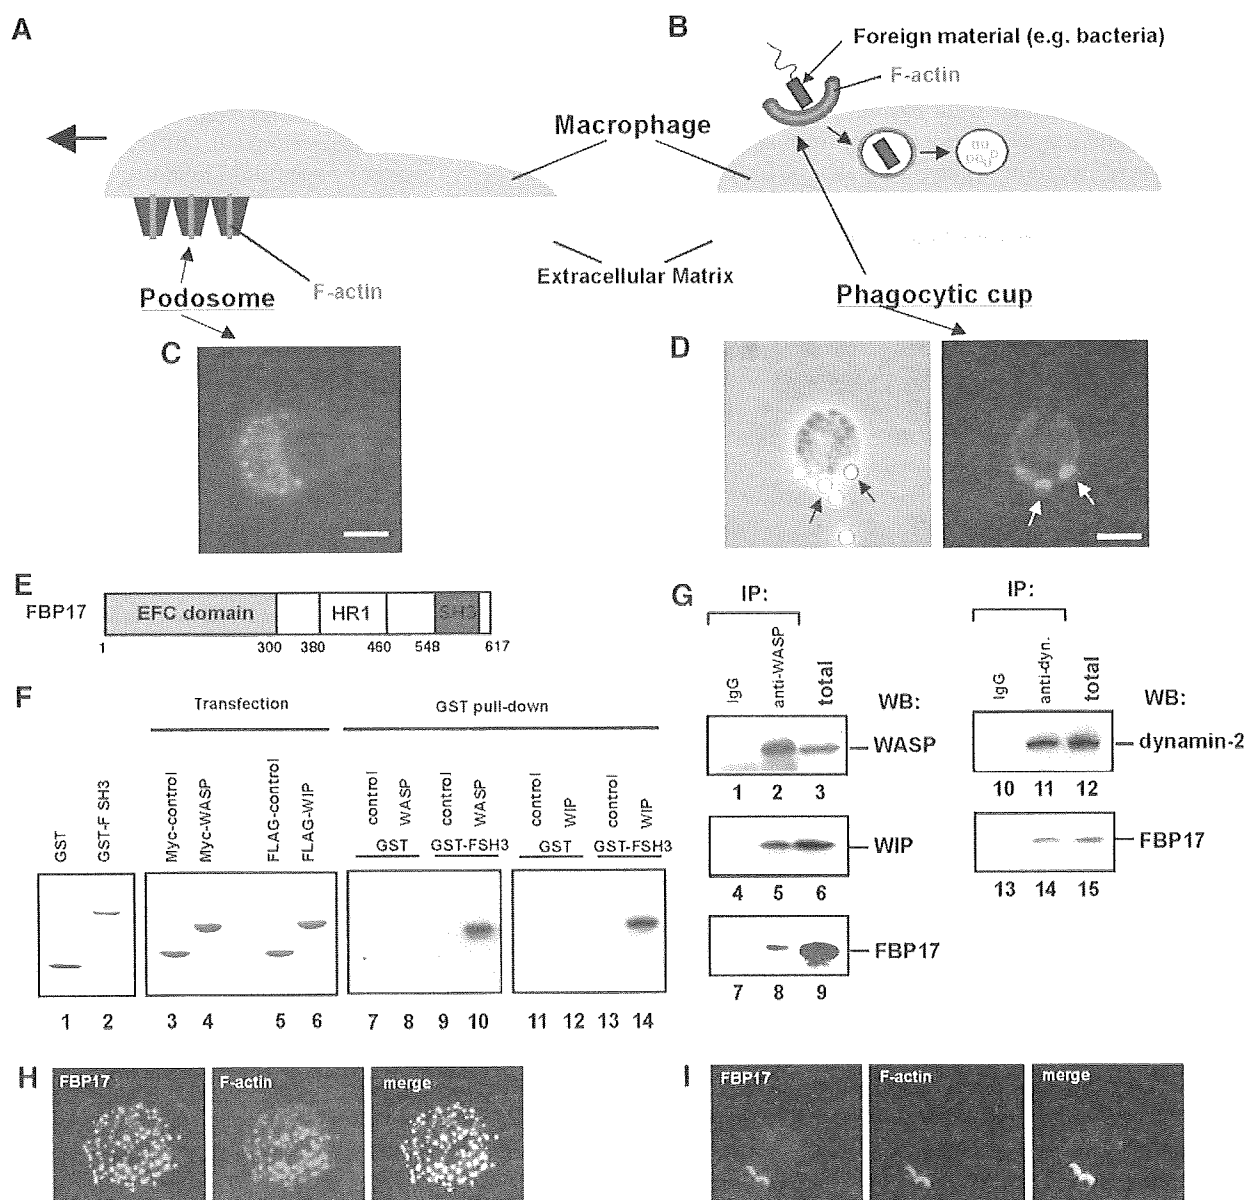 A
B
Foreign material (e.g. bacteria)
F-actin
Macrophage
Extracellular Matrix
Podosome
F-actin
Phagocytic cup
C
D
E
FBP17
EFC domain
HR1
SH3
1 300 380 460 548 617
F
Transfection
GST pull-down
GST
GST-F SH3
Myc-control
Myc-WASP
FLAG-control
FLAG-WIP
control
WASP
control
WASP
control
WIP
control
WIP
GST GST-FSH3 GST GST-FSH3
1 2 3 4 5 6 7 8 9 10 11 12 13 14
G
IP:
IgG
anti-WASP
total
WB:
WASP
1 2 3
WIP
4 5 6
FBP17
7 8 9
IP:
IgG
anti-dyn.
total
WB:
dynamin-2
10 11 12
FBP17
13 14 15
H
FBP17
F-actin
merge
I
FBP17
F-actin
merge